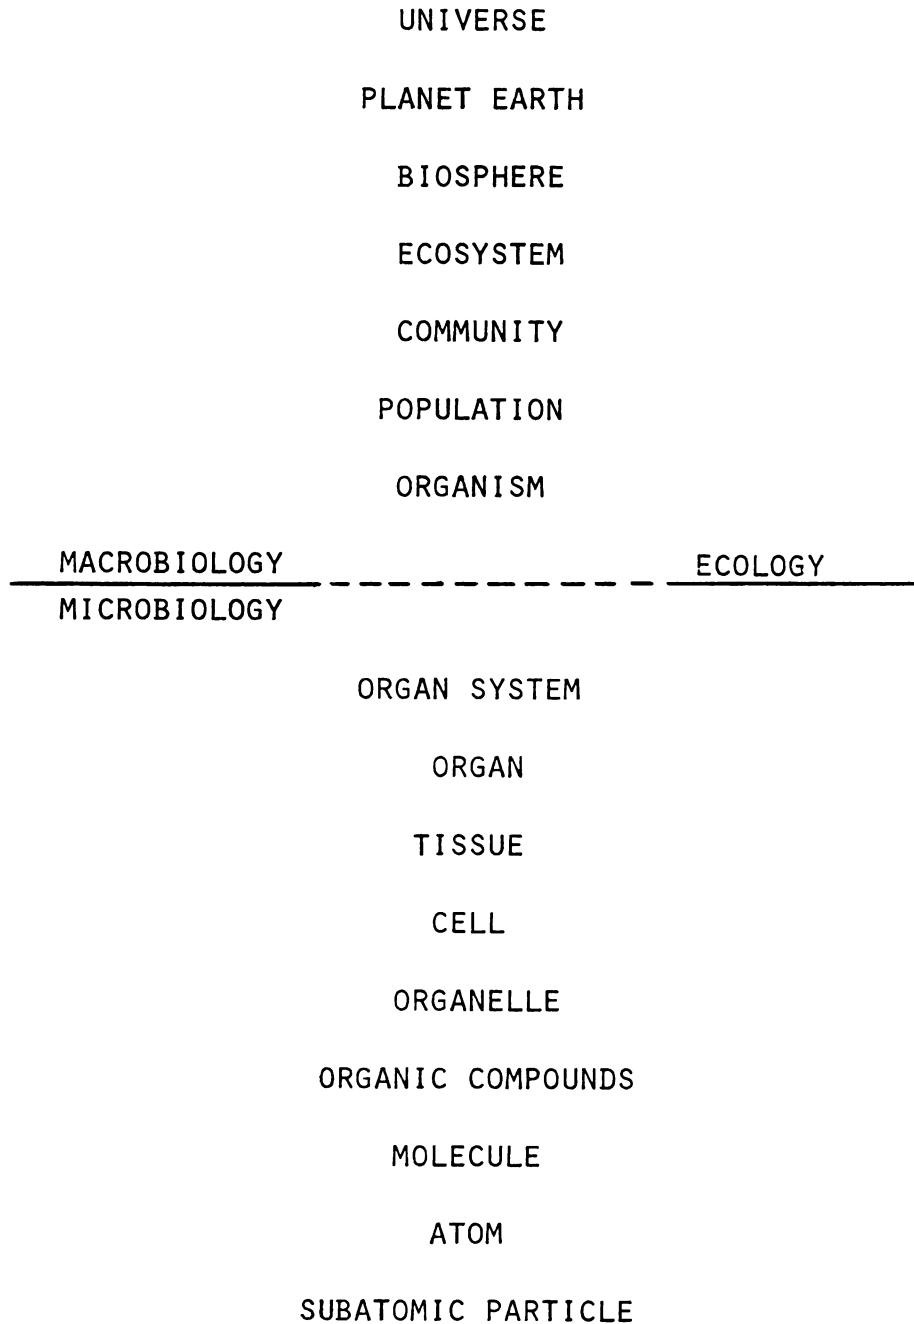 UNIVERSE
PLANET EARTH
BIOSPHERE
ECOSYSTEM
COMMUNITY
POPULATION
ORGANISM
MACROBIOLOGY ECOLOGY
MICROBIOLOGY
ORGAN SYSTEM
ORGAN
TISSUE
CELL
ORGANELLE
ORGANIC COMPOUNDS
MOLECULE
ATOM
SUBATOMIC PARTICLE